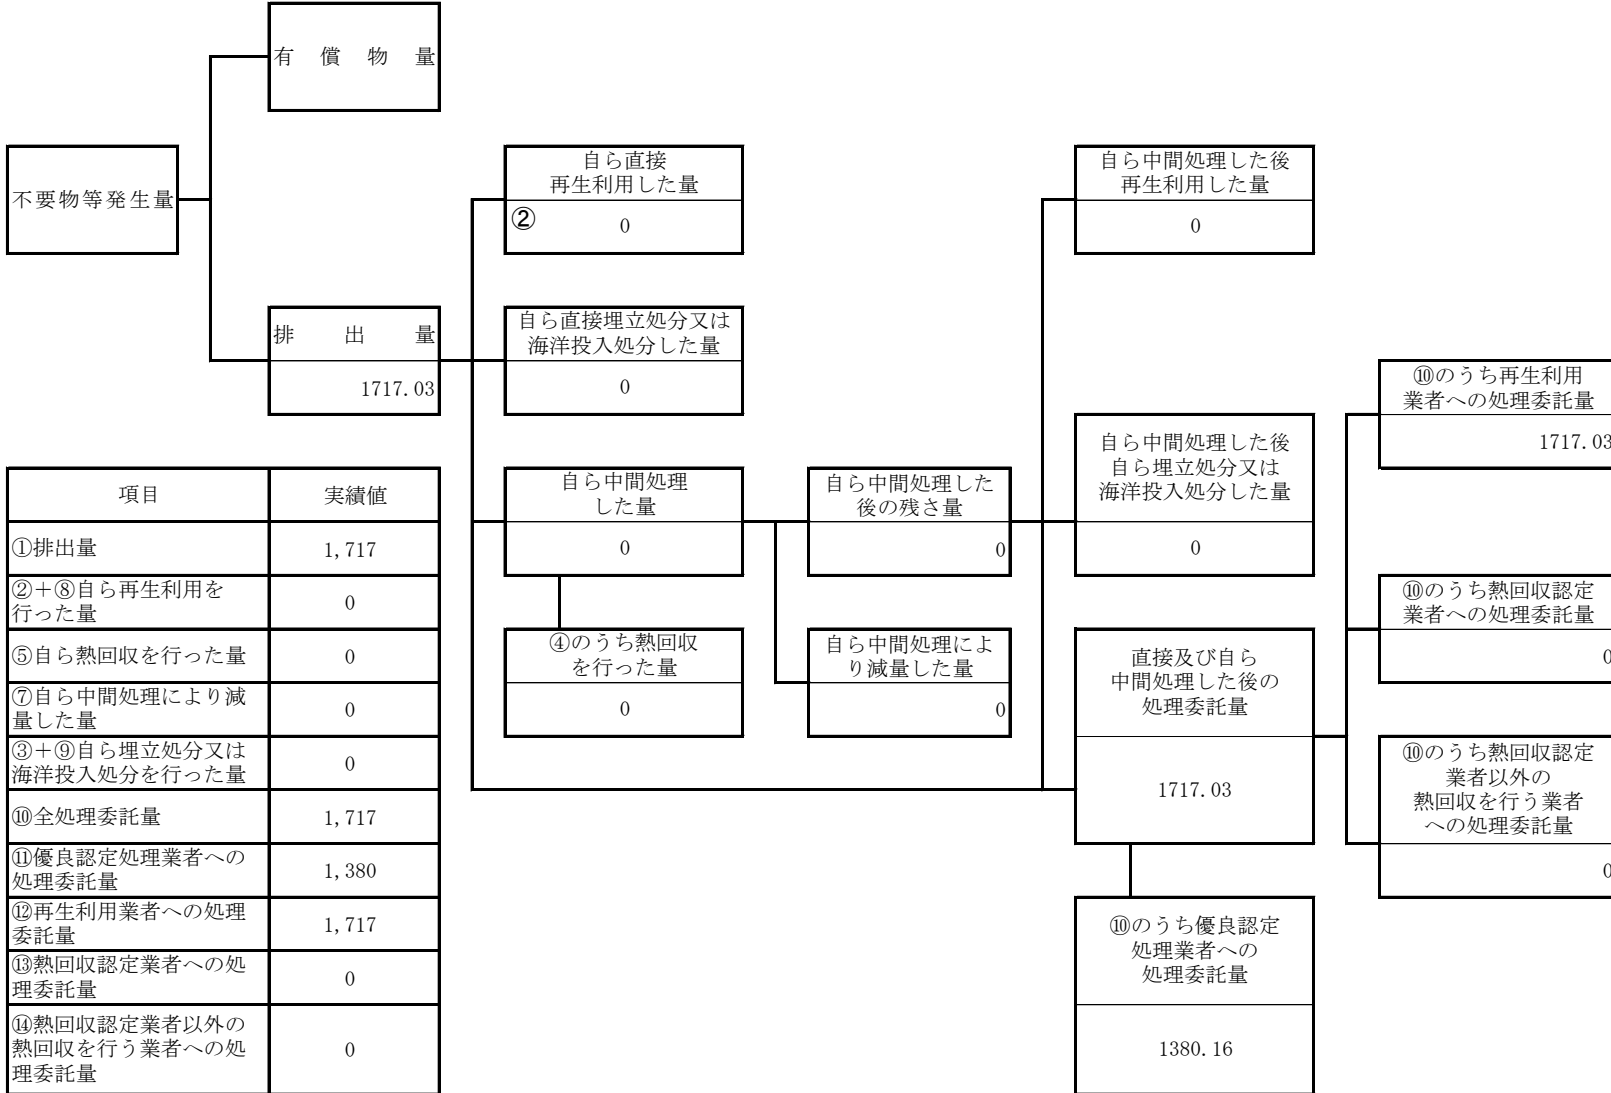 有償物量
不要物等発生量
排出量
1717.03
自ら直接
再生利用した量
②
0
自ら直接埋立処分又は
海洋投入処分した量
0
自ら中間処理
した量
0
④のうち熱回収
を行った量
0
自ら中間処理した
後の残さ量
0
自ら中間処理によ
り減量した量
0
自ら中間処理した後
再生利用した量
0
自ら中間処理した後
自ら埋立処分又は
海洋投入処分した量
0
直接及び自ら
中間処理した後の
処理委託量
1717.03
⑩のうち優良認定
処理業者への
処理委託量
1380.16
⑩のうち再生利用
業者への処理委託量
1717.03
⑩のうち熱回収認定
業者への処理委託量
0
⑩のうち熱回収認定
業者以外の
熱回収を行う業者
への処理委託量
0
項目 実績値
①排出量 1,717
②+⑧自ら再生利用を
行った量 0
⑤自ら熱回収を行った量 0
⑦自ら中間処理により減
量した量 0
③+⑨自ら埋立処分又は
海洋投入処分を行った量 0
⑩全処理委託量 1,717
⑪優良認定処理業者への
処理委託量 1,380
⑫再生利用業者への処理
委託量 1,717
⑬熱回収認定業者への処
理委託量 0
⑭熱回収認定業者以外の
熱回収を行う業者への処
理委託量 0